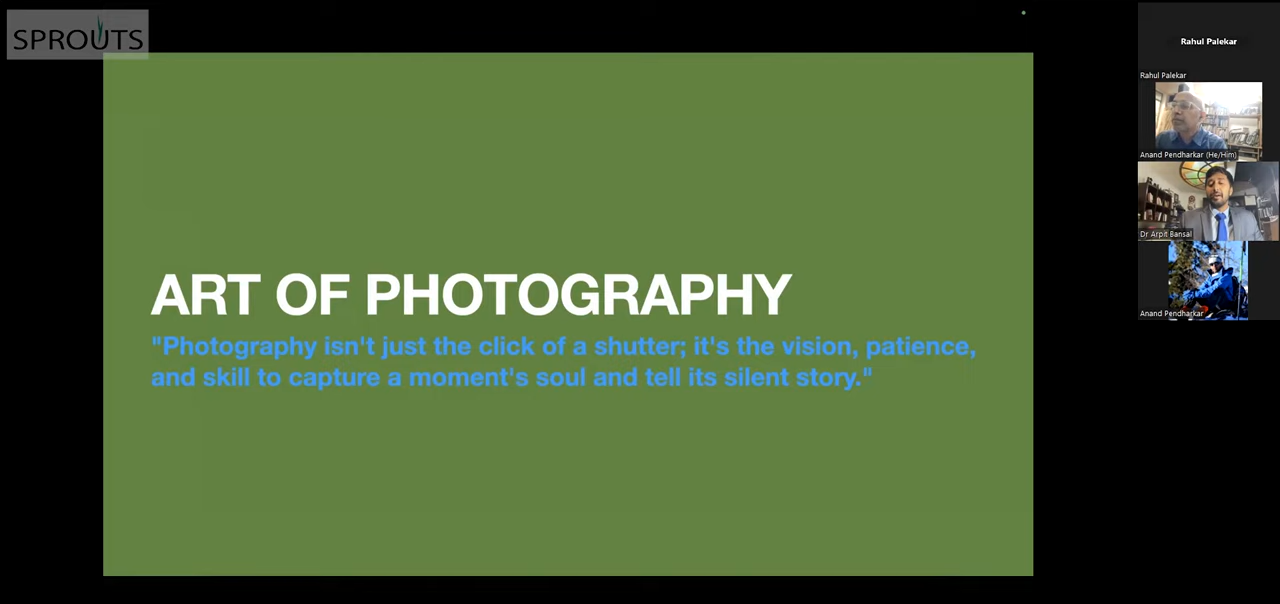 SPROUTS
ART OF PHOTOGRAPHY
"Photography isn't just the click of a shutter; it's the vision, patience,
and skill to capture a moment's soul and tell its silent story."
Rahul Palekar
Rahul Palekar
Anand Pendharkar (He/Him)
Dr Arpit Bansal
Anand Pendharkar